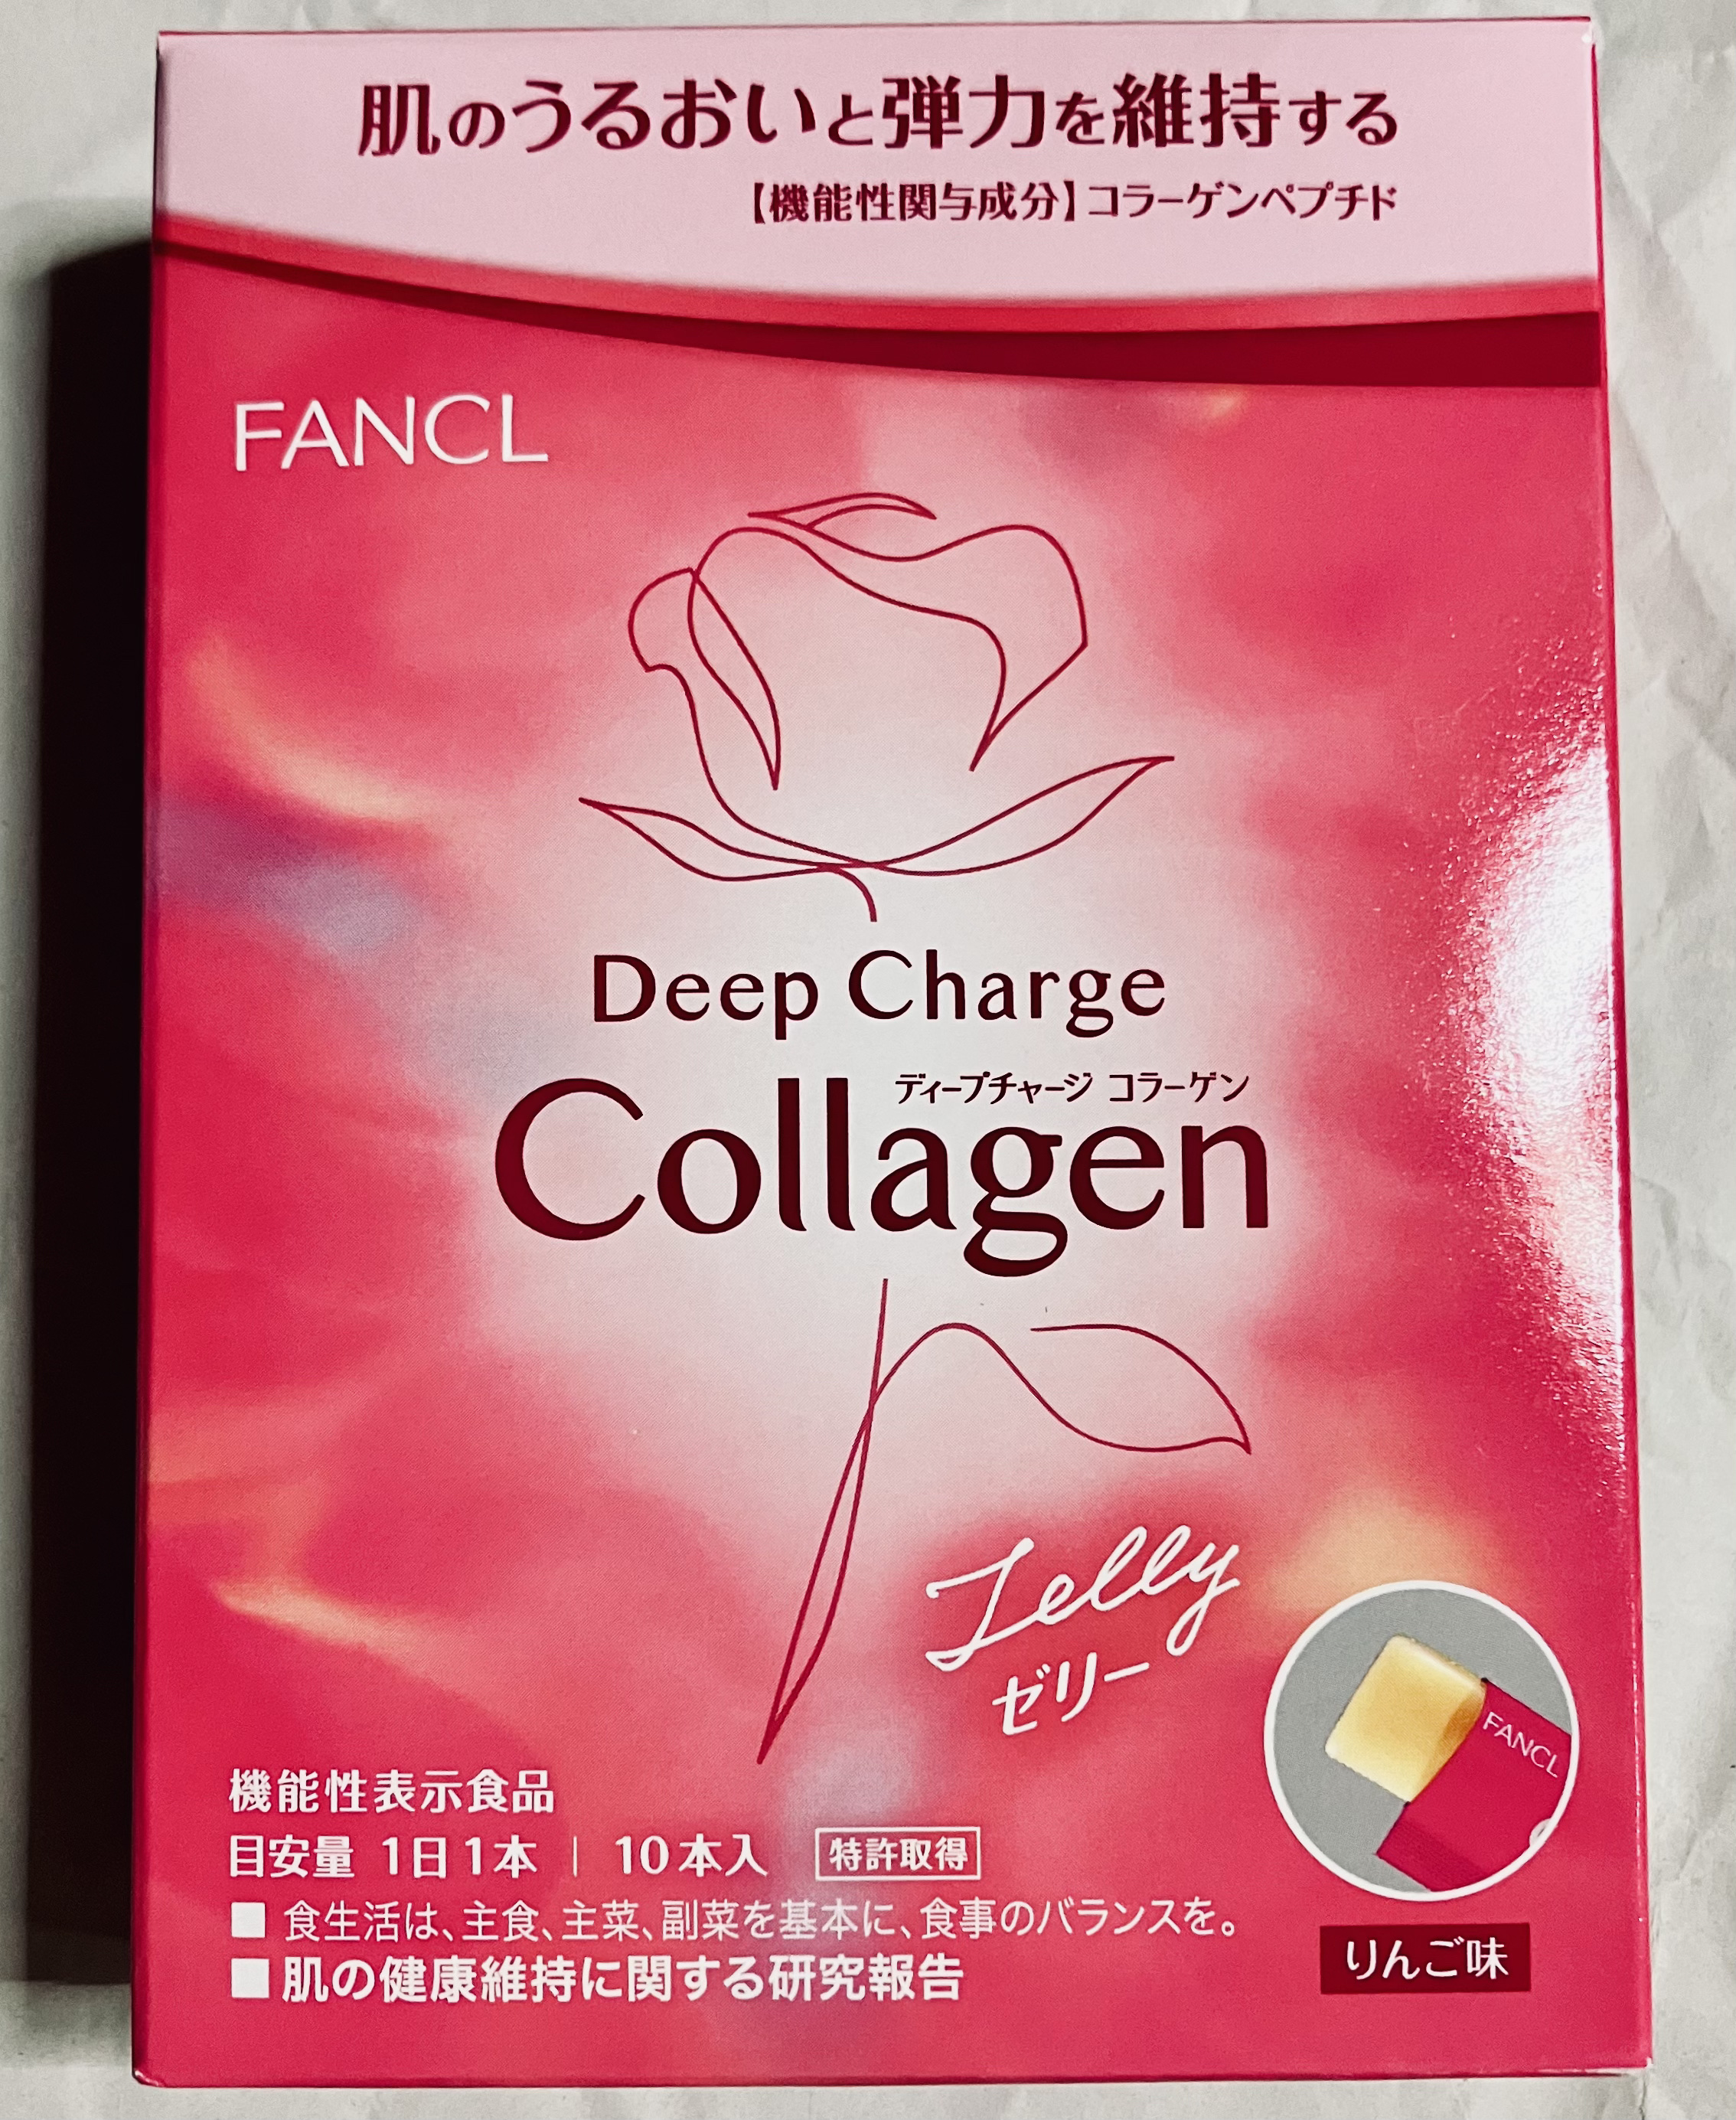 肌のうるおいと弾力を維持する
【機能性関与成分】コラーゲンペプチド
FANCL
Deep Charge
ディープチャージ コラーゲン
Collagen
Jelly
ゼリー
FANCL
機能性表示食品
目安量 1日1本 | 10本入 特許取得
■ 食生活は、主食、主菜、副菜を基本に、食事のバランスを。
■ 肌の健康維持に関する研究報告
りんご味